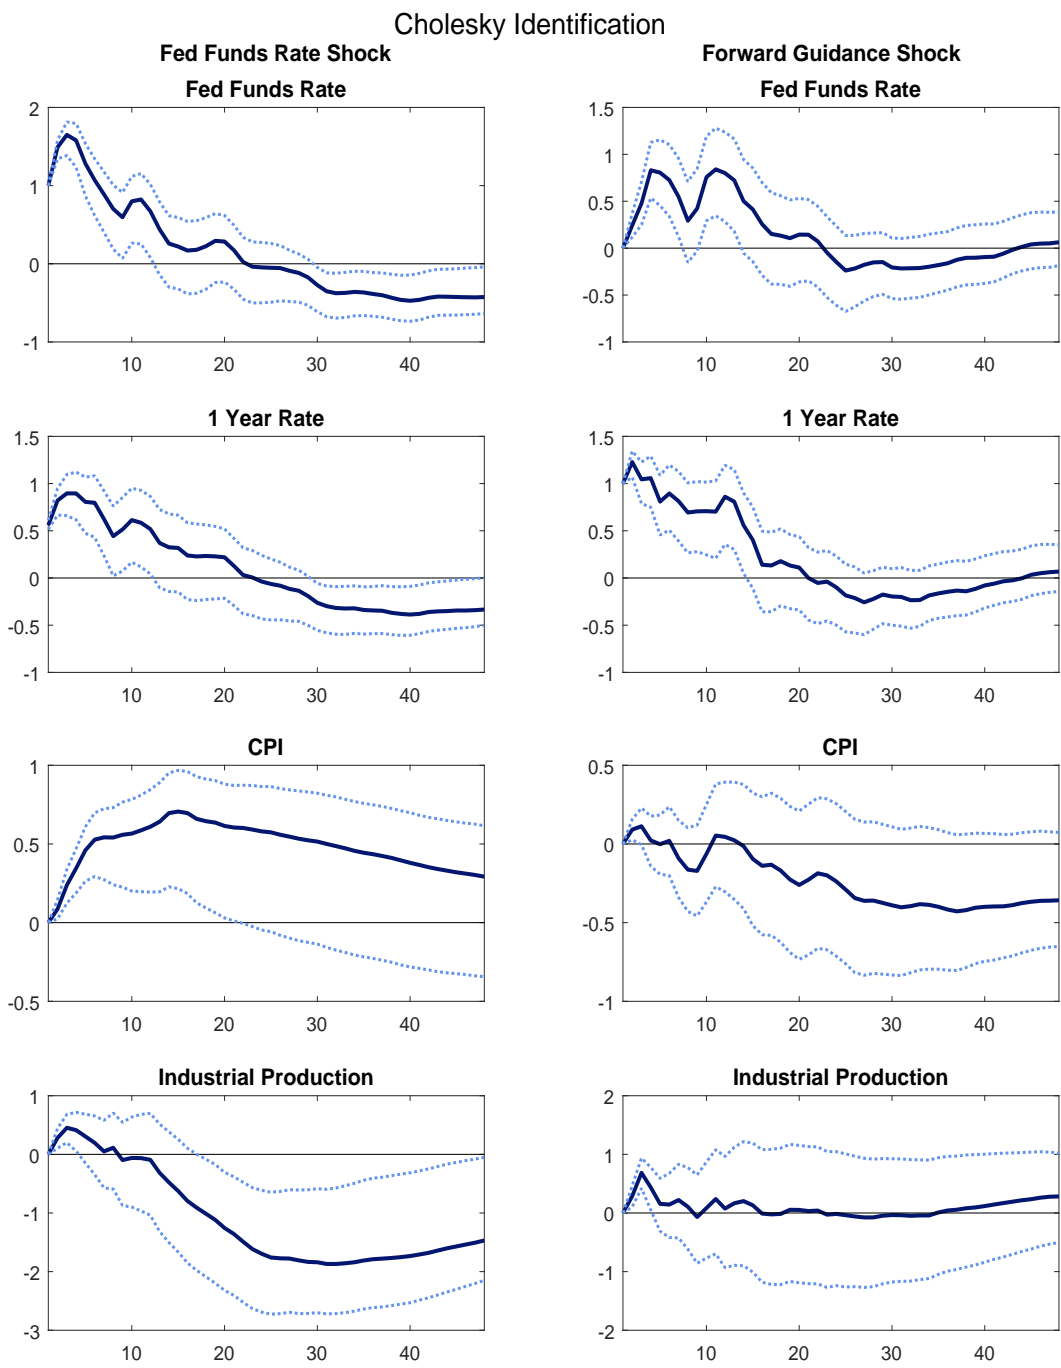 Cholesky Identification
Fed Funds Rate Shock
Forward Guidance Shock
Fed Funds Rate
Fed Funds Rate
2
1
0
-1
10 20 30 40
1.5
1
0.5
0
-0.5
-1
10 20 30 40
1 Year Rate
1 Year Rate
1.5
1
0.5
0
-0.5
-1
10 20 30 40
1.5
1
0.5
0
-0.5
-1
10 20 30 40
CPI
CPI
1
0.5
0
-0.5
10 20 30 40
0.5
0
-0.5
-1
10 20 30 40
Industrial Production
Industrial Production
1
0
-1
-2
-3
10 20 30 40
2
1
0
-1
-2
10 20 30 40